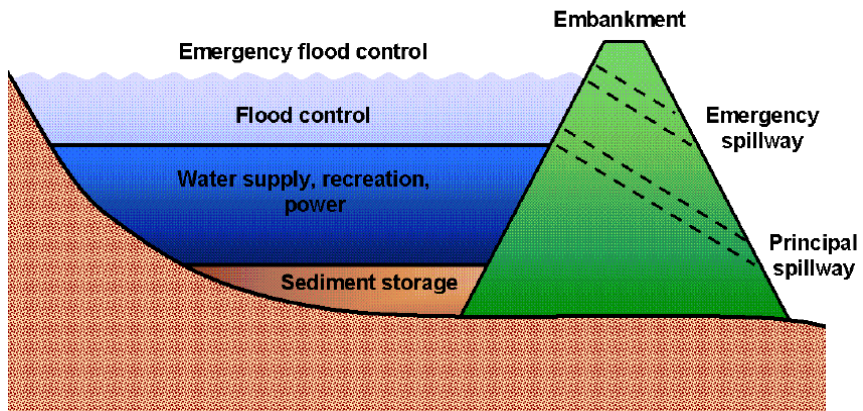 Embankment
Emergency flood control
Flood control
Emergency
spillway
Water supply, recreation,
power
Principal
spillway
Sediment storage